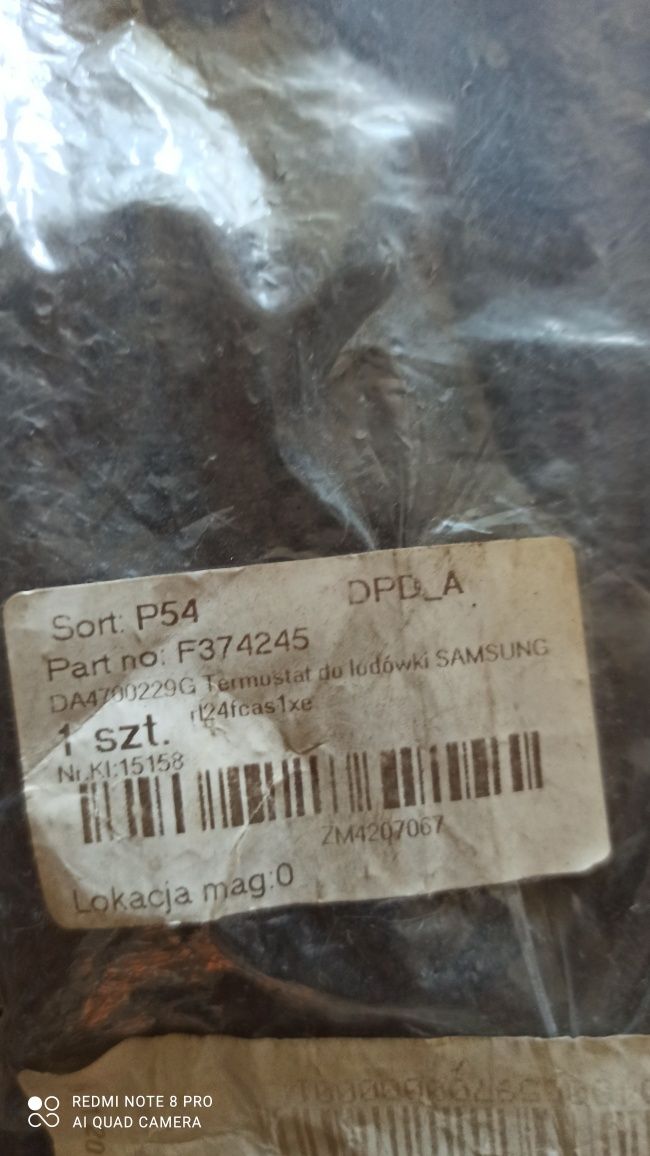 Sort: P54
DPD_A
Part no: F374245
DA4700229G Termostat do lodówki SAMSUNG
rl24fcas1xe
1 szt.
Nr.Kl:15158
ZM4207067
Lokacja mag:0
REDMI NOTE 8 PRO
AI QUAD CAMERA